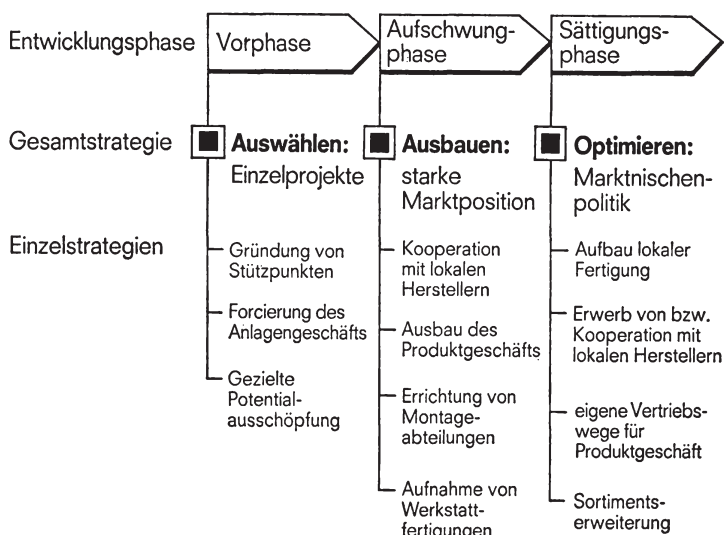 Entwicklungsphase
Vorphase
Aufschwung-
phase
Sättigungs-
phase
Gesamtstrategie
Auswählen:
Einzelprojekte
Ausbauen:
starke
Marktposition
Optimieren:
Marktnischen-
politik
Einzelstrategien
Gründung von
Stützpunkten
Forcierung des
Anlagengeschäfts
Gezielte
Potential-
ausschöpfung
Kooperation
mit lokalen
Herstellern
Ausbau des
Produktgeschäfts
Errichtung von
Montage-
abteilungen
Aufnahme von
Werkstatt-
fertigungen
Aufbau lokaler
Fertigung
Erwerb von bzw.
Kooperation mit
lokalen Herstellern
eigene Vertriebs-
wege für
Produktgeschäft
Sortiments-
erweiterung